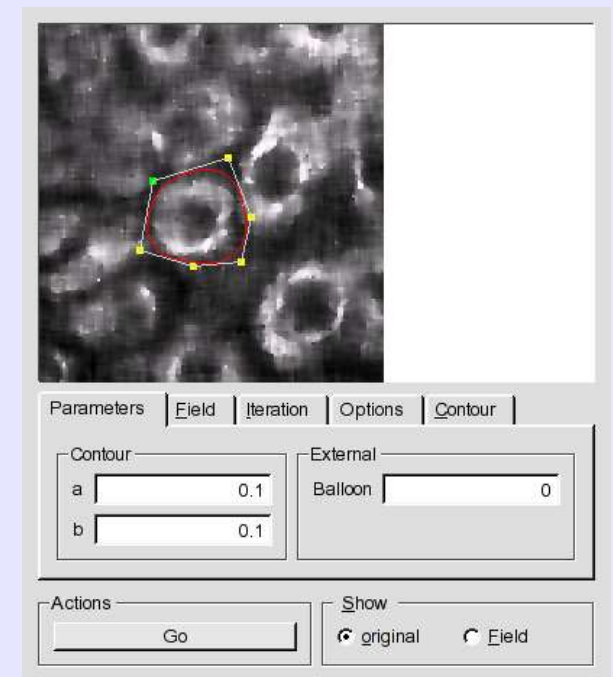 Parameters Field Iteration Options Contour
Contour External
a 0.1 Balloon 0
b 0.1
Actions Show
Go original Field